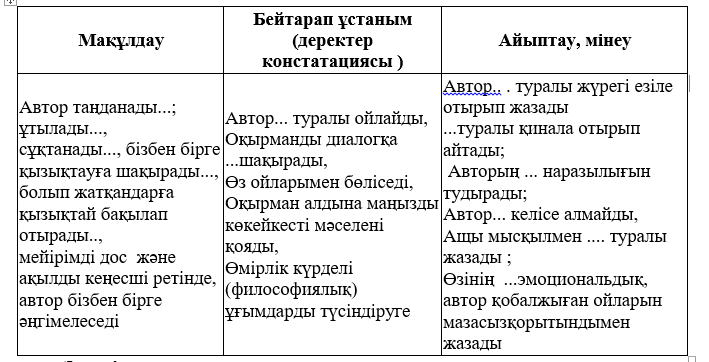 Мақұлдау
Бейтарап ұстаным
(деректер
констатациясы )
Айыптау, мінеу
Автор таңданады...;
ұтылады...,
сұқтанады..., бізбен бірге
қызықтауға шақырады...,
болып жатқандарға
қызықтай бақылап
отырады..,
мейірімді дос және
ақылды кеңесші ретінде,
автор бізбен бірге
әңгімелеседі
Автор... туралы ойлайды,
Оқырманды диалогқа
...шақырады,
Өз ойларымен бөліседі,
Оқырман алдына маңызды
көкейкесті мәселені
қояды,
Өмірлік күрделі
(философиялық)
ұғымдарды түсіндіруге
Автор.. . туралы жүрегі езіле
отырып жазады
...туралы қинала отырып
айтады;
Авторың ... наразылығын
тудырады;
Автор... келісе алмайды,
Ащы мысқылмен .... туралы
жазады ;
Өзінің ...эмоциональдық,
автор қобалжыған ойларын
мазасызқорытындымен
жазады